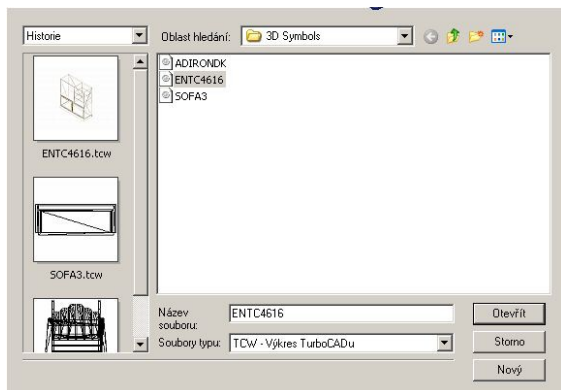 Historie
Oblast hledání: 3D Symbols
ADIRONDK
ENTC4616
SOFA3
ENTC4616.tcw
SOFA3.tcw
Název souboru: ENTC4616
Otevřít
Soubory typu: TCW - Výkres TurboCADu
Storno
Nový